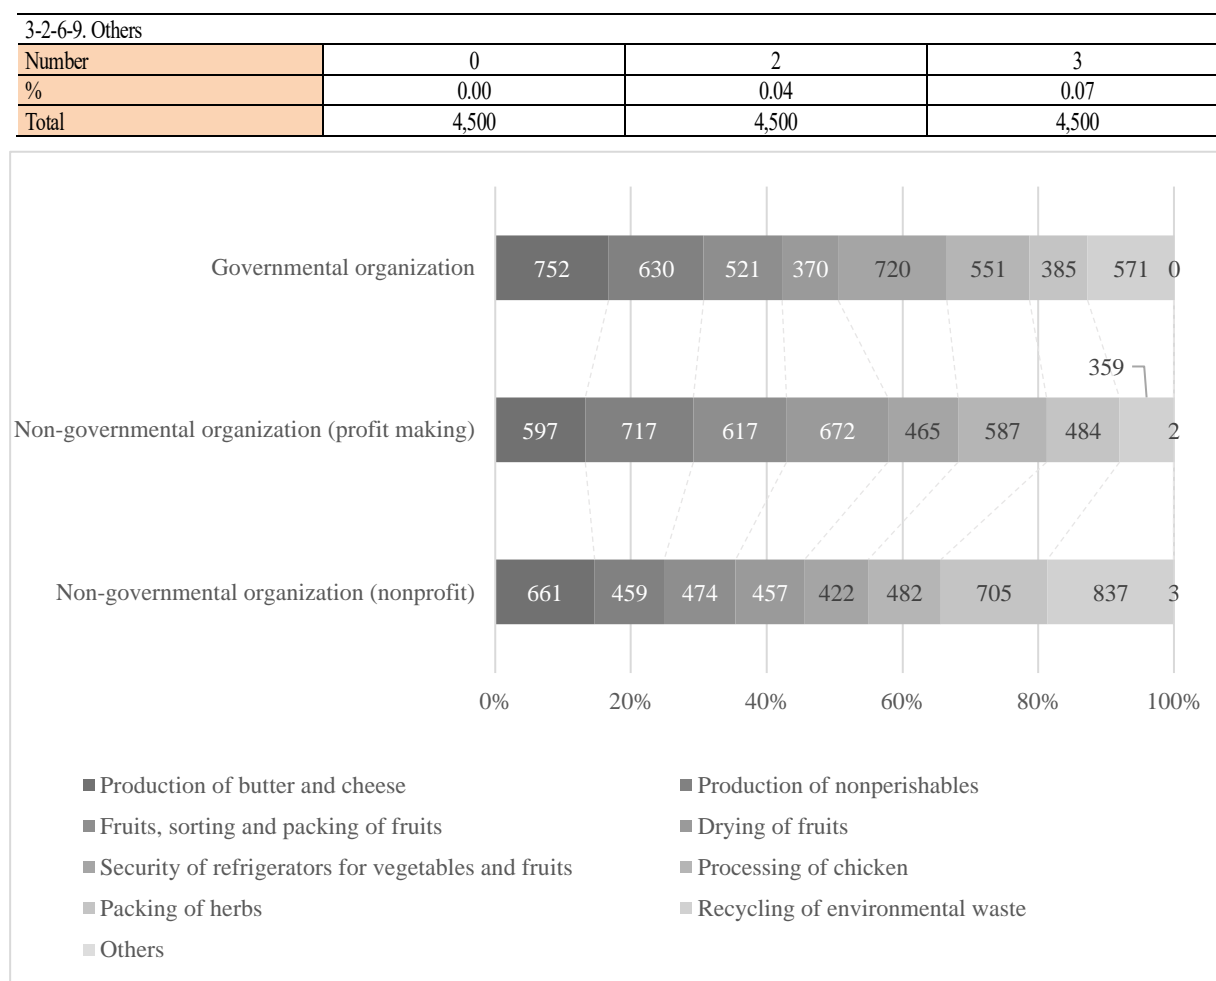 3-2-6-9. Others
Number 0 2 3
% 0.00 0.04 0.07
Total 4,500 4,500 4,500
Governmental organization 752 630 521 370 720 551 385 571 0
359
Non-governmental organization (profit making) 597 717 617 672 465 587 484 2
Non-governmental organization (nonprofit) 661 459 474 457 422 482 705 837 3
0% 20% 40% 60% 80% 100%
Production of butter and cheese Production of nonperishables
Fruits, sorting and packing of fruits Drying of fruits
Security of refrigerators for vegetables and fruits Processing of chicken
Packing of herbs Recycling of environmental waste
Others